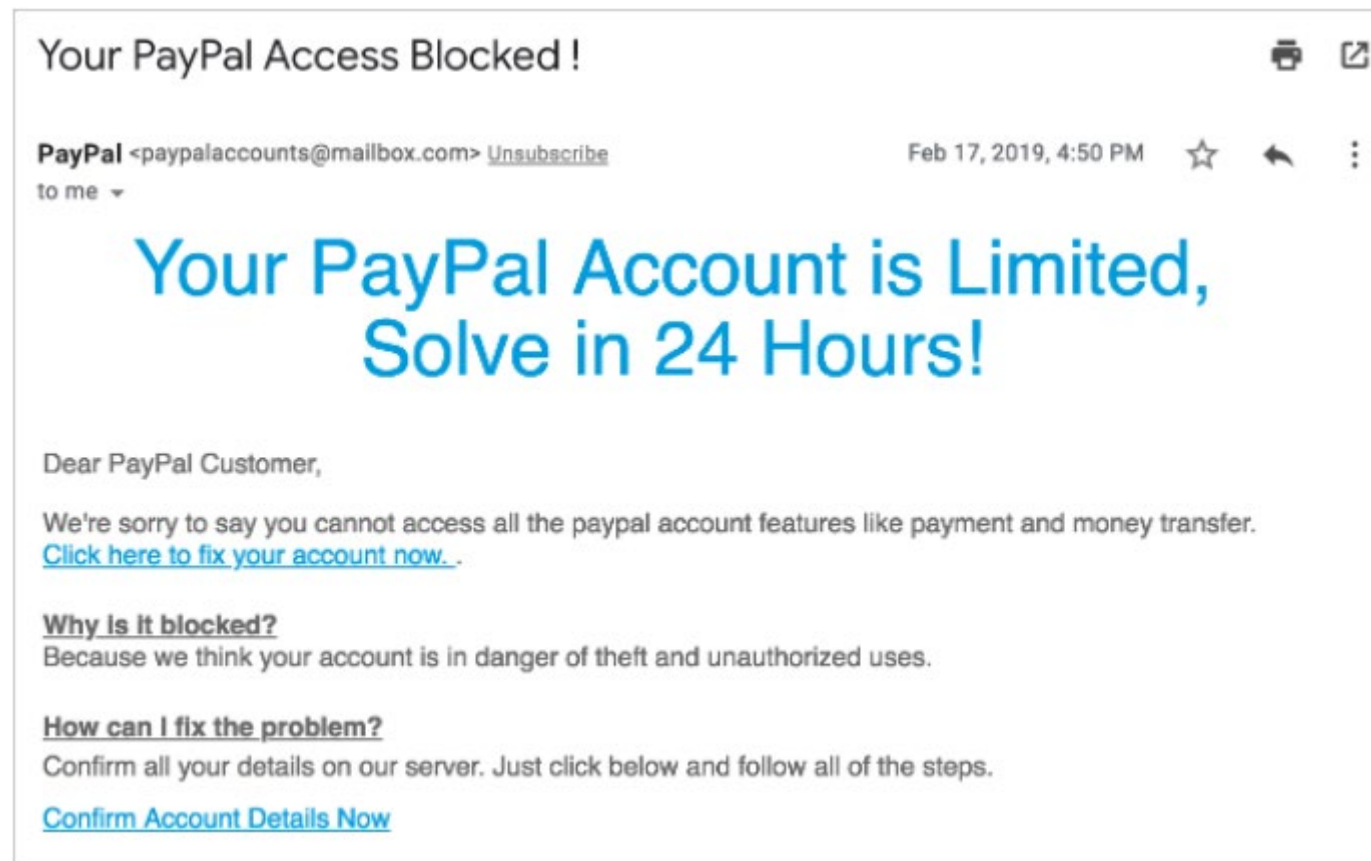 Your PayPal Access Blocked !
PayPal <paypalaccounts@mailbox.com> Unsubscribe Feb 17, 2019, 4:50 PM
to me
Your PayPal Account is Limited,
Solve in 24 Hours!
Dear PayPal Customer,
We're sorry to say you cannot access all the paypal account features like payment and money transfer.
Click here to fix your account now. .
Why is it blocked?
Because we think your account is in danger of theft and unauthorized uses.
How can I fix the problem?
Confirm all your details on our server. Just click below and follow all of the steps.
Confirm Account Details Now